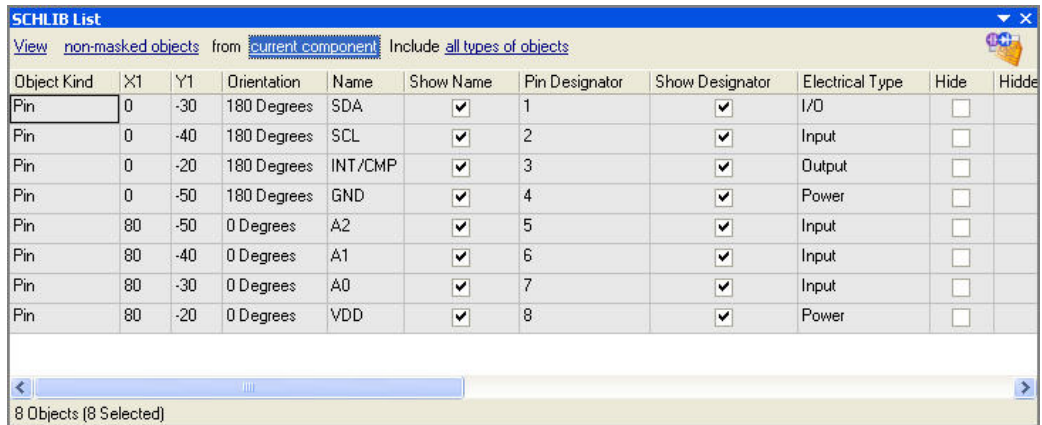 SCHLIB List
View non-masked objects from current component Include all types of objects
Object Kind X1 Y1 Orientation Name Show Name Pin Designator Show Designator Electrical Type Hide Hidde
Pin 0 -30 180 Degrees SDA 1 I/O
Pin 0 -40 180 Degrees SCL 2 Input
Pin 0 -20 180 Degrees INT/CMP 3 Output
Pin 0 -50 180 Degrees GND 4 Power
Pin 80 -50 0 Degrees A2 5 Input
Pin 80 -40 0 Degrees A1 6 Input
Pin 80 -30 0 Degrees A0 7 Input
Pin 80 -20 0 Degrees VDD 8 Power
8 Objects (8 Selected)